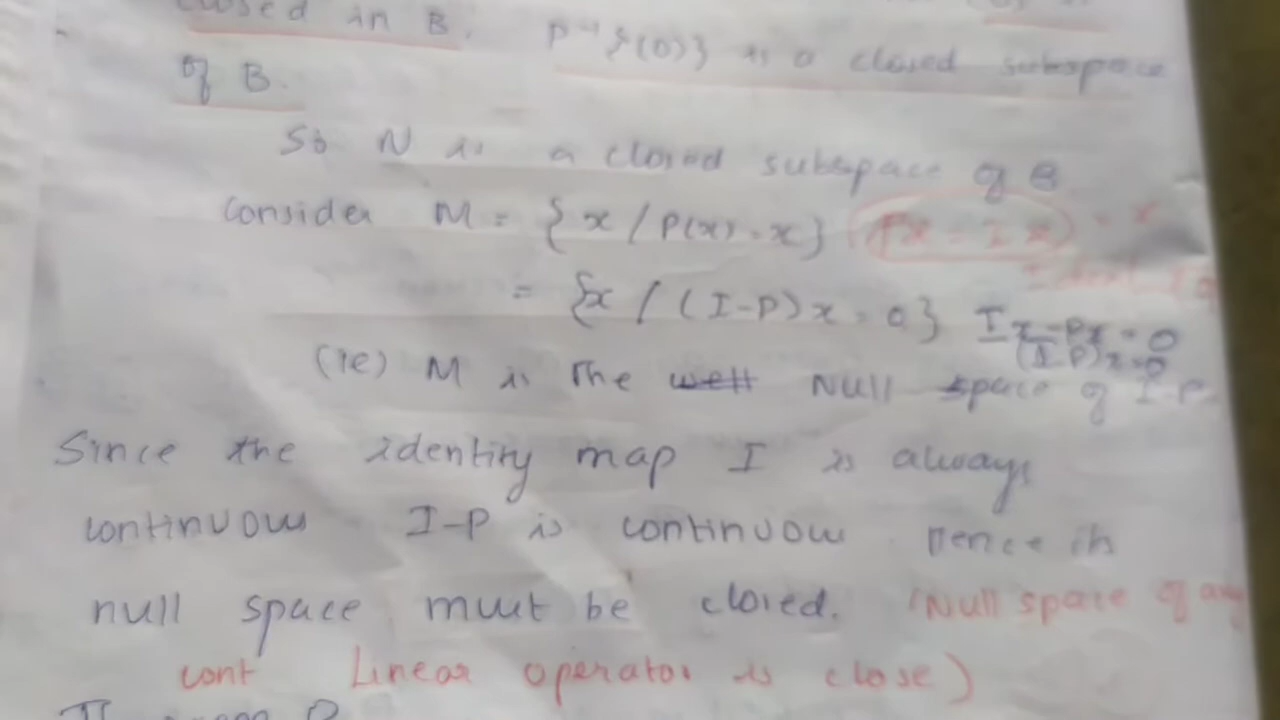 closed in B. P⁻¹{(0)} is a closed subspace
of B.
So N is a closed subspace of B
Consider M = {x / P(x) = x} (Px = Ix) = x
= {x / (I-P)x = 0} Ix-Px = 0
(I-P)x=0
(ie) M is the well Null space of I-P.
Since the identity map I is always
continuous I-P is continuous hence its
null space must be closed. (Null space of any
cont Linear operator is close)